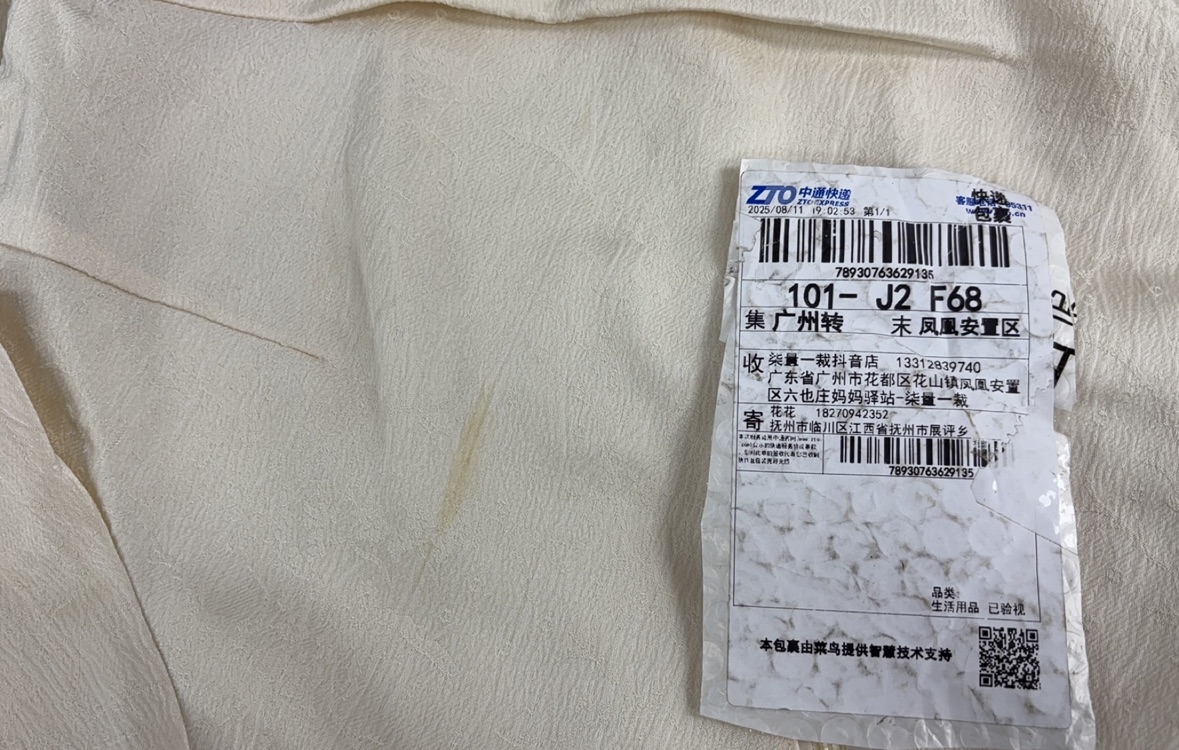 ZTO 中通快递
ZTO EXPRESS
快递
包裹
2025/08/11 19:02:53 第1/1
78930763629135
101- J2 F68
集 广州转 末 凤凰安置区
收 柒量一裁抖音店 13312839740
广东省广州市花都区花山镇凤凰安置
区六也庄妈妈驿站-柒量一裁
寄 花花 18270942352
抚州市临川区江西省抚州市展评乡
78930763629135
品类:
生活用品 已验视
本包裹由菜鸟提供智慧技术支持